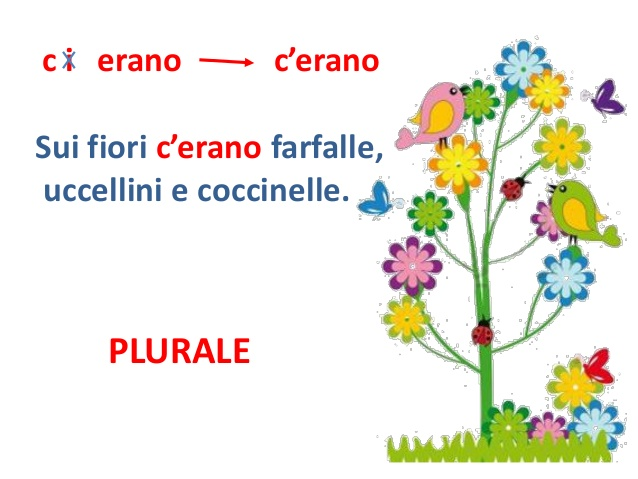 ci erano → c’erano
Sui fiori c’erano farfalle,
uccellini e coccinelle.
PLURALE